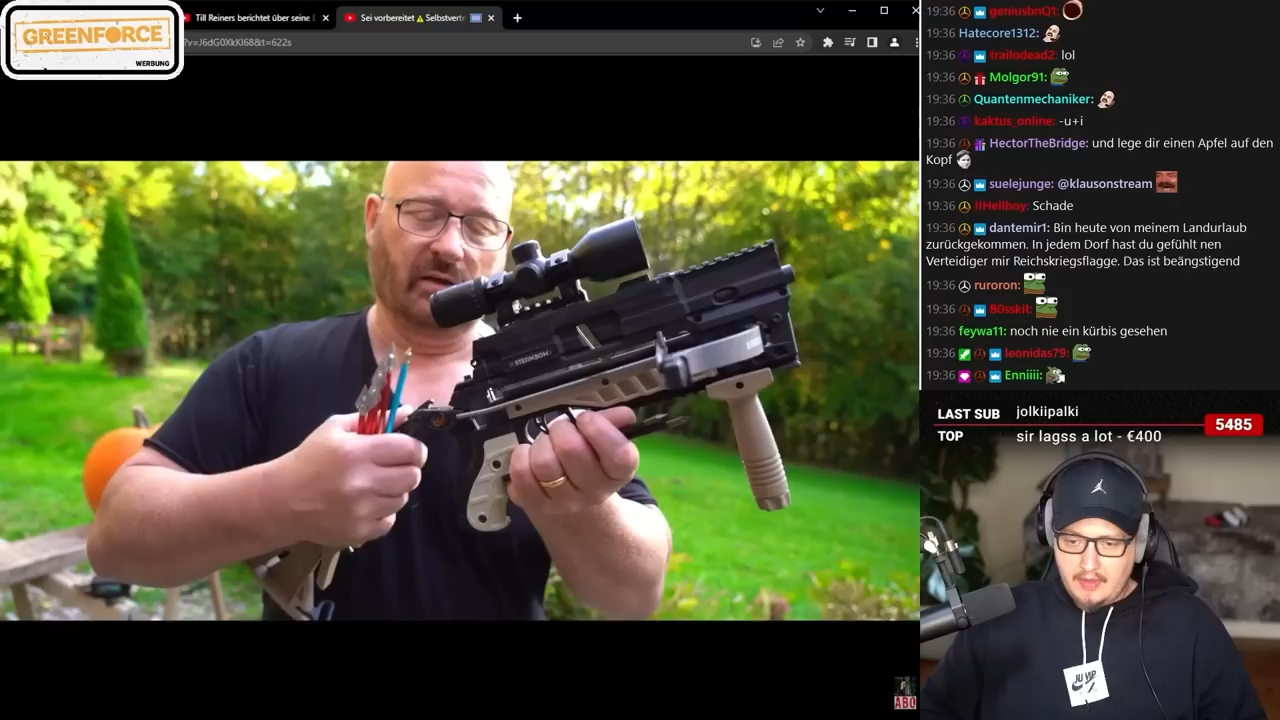 GREENFORCE
WERBUNG
Till Reiners berichtet über seine
Sei vorbereitet ⚠ Selbstverte
?v=J6dG0XkKI68&t=622s
STEAMBOW
ABO
19:36 geniusbnQ1:
19:36 Hatecore1312:
19:36 trailodead2: lol
19:36 Molgor91:
19:36 Quantenmechaniker:
19:36 kaktus_online: -u+i
19:36 HectorTheBridge: und lege dir einen Apfel auf den
Kopf
19:36 suelejunge: @klausonstream
19:36 !!Hellboy: Schade
19:36 dantemir1: Bin heute von meinem Landurlaub
zurückgekommen. In jedem Dorf hast du gefühlt nen
Verteidiger mir Reichskriegsflagge. Das ist beängstigend
19:36 ruroron:
19:36 B0sskit:
feywa11: noch nie ein kürbis gesehen
19:36 leonidas79:
19:36 Enniiii:
LAST SUB jolkiipalki
5485
TOP sir lagss a lot - €400